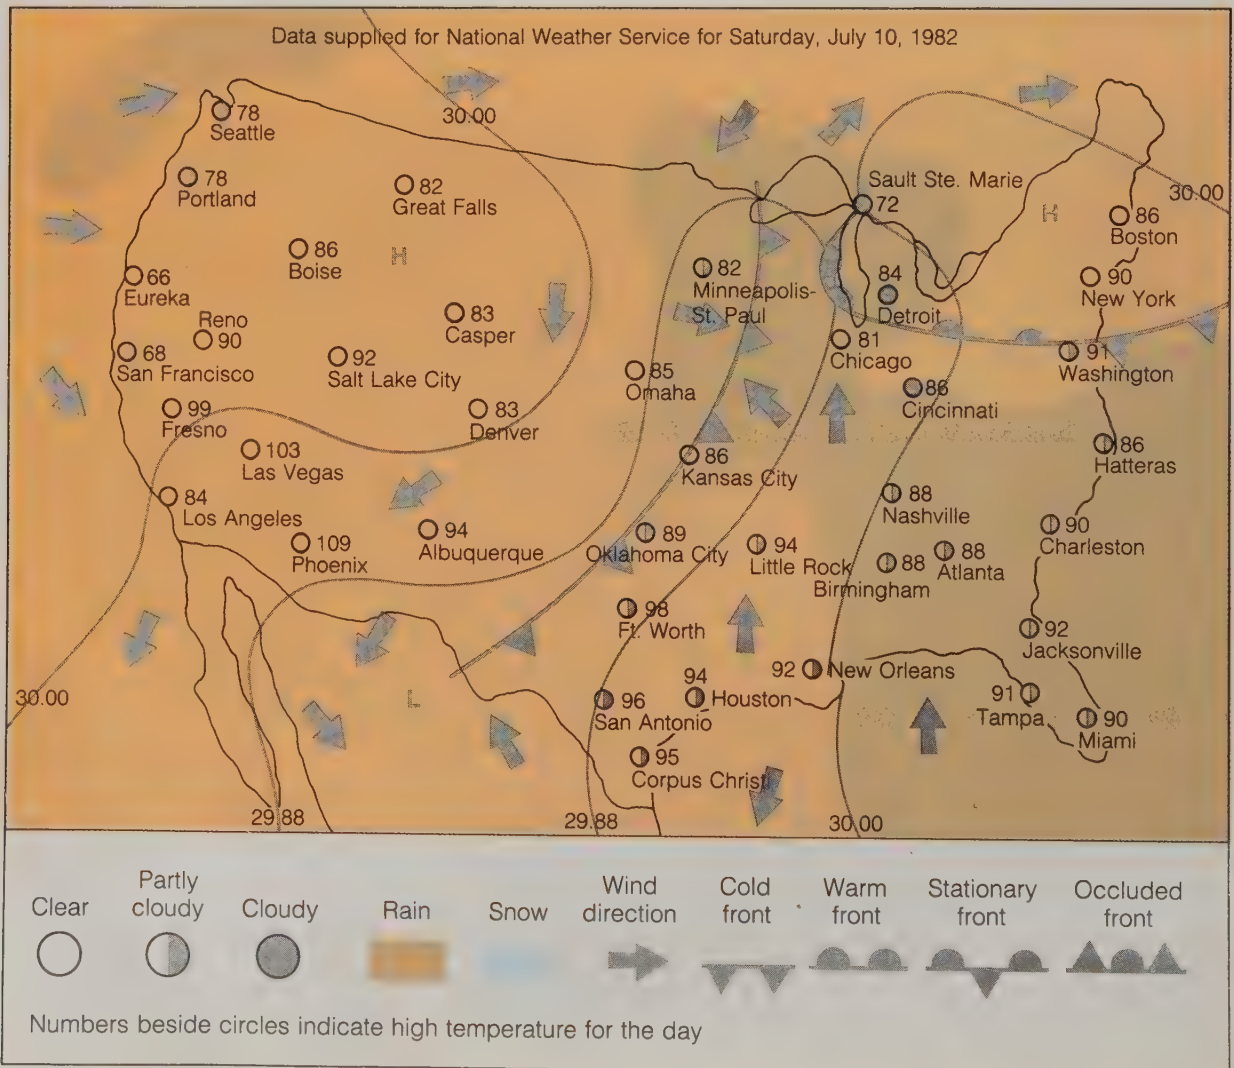 Data supplied for National Weather Service for Saturday, July 10, 1982
30.00
78
Seattle
78
Portland
82
Great Falls
Sault Ste. Marie
72
30.00
H
86
Boston
86
Boise
H
66
Eureka
82
Minneapolis-
St. Paul
84
Detroit
90
New York
Reno
90
83
Casper
68
San Francisco
92
Salt Lake City
81
Chicago
91
Washington
85
Omaha
86
Cincinnati
99
Fresno
83
Denver
103
Las Vegas
86
Kansas City
86
Hatteras
84
Los Angeles
88
Nashville
109
Phoenix
94
Albuquerque
89
Oklahoma City
94
Little Rock
88
Birmingham
88
Atlanta
90
Charleston
98
Ft. Worth
92
Jacksonville
92 New Orleans
94
Houston
96
San Antonio
91
Tampa
90
Miami
L
30.00
95
Corpus Christi
29.88
29.88
30.00
Clear
Partly
cloudy
Cloudy
Rain
Snow
Wind
direction
Cold
front
Warm
front
Stationary
front
Occluded
front
Numbers beside circles indicate high temperature for the day